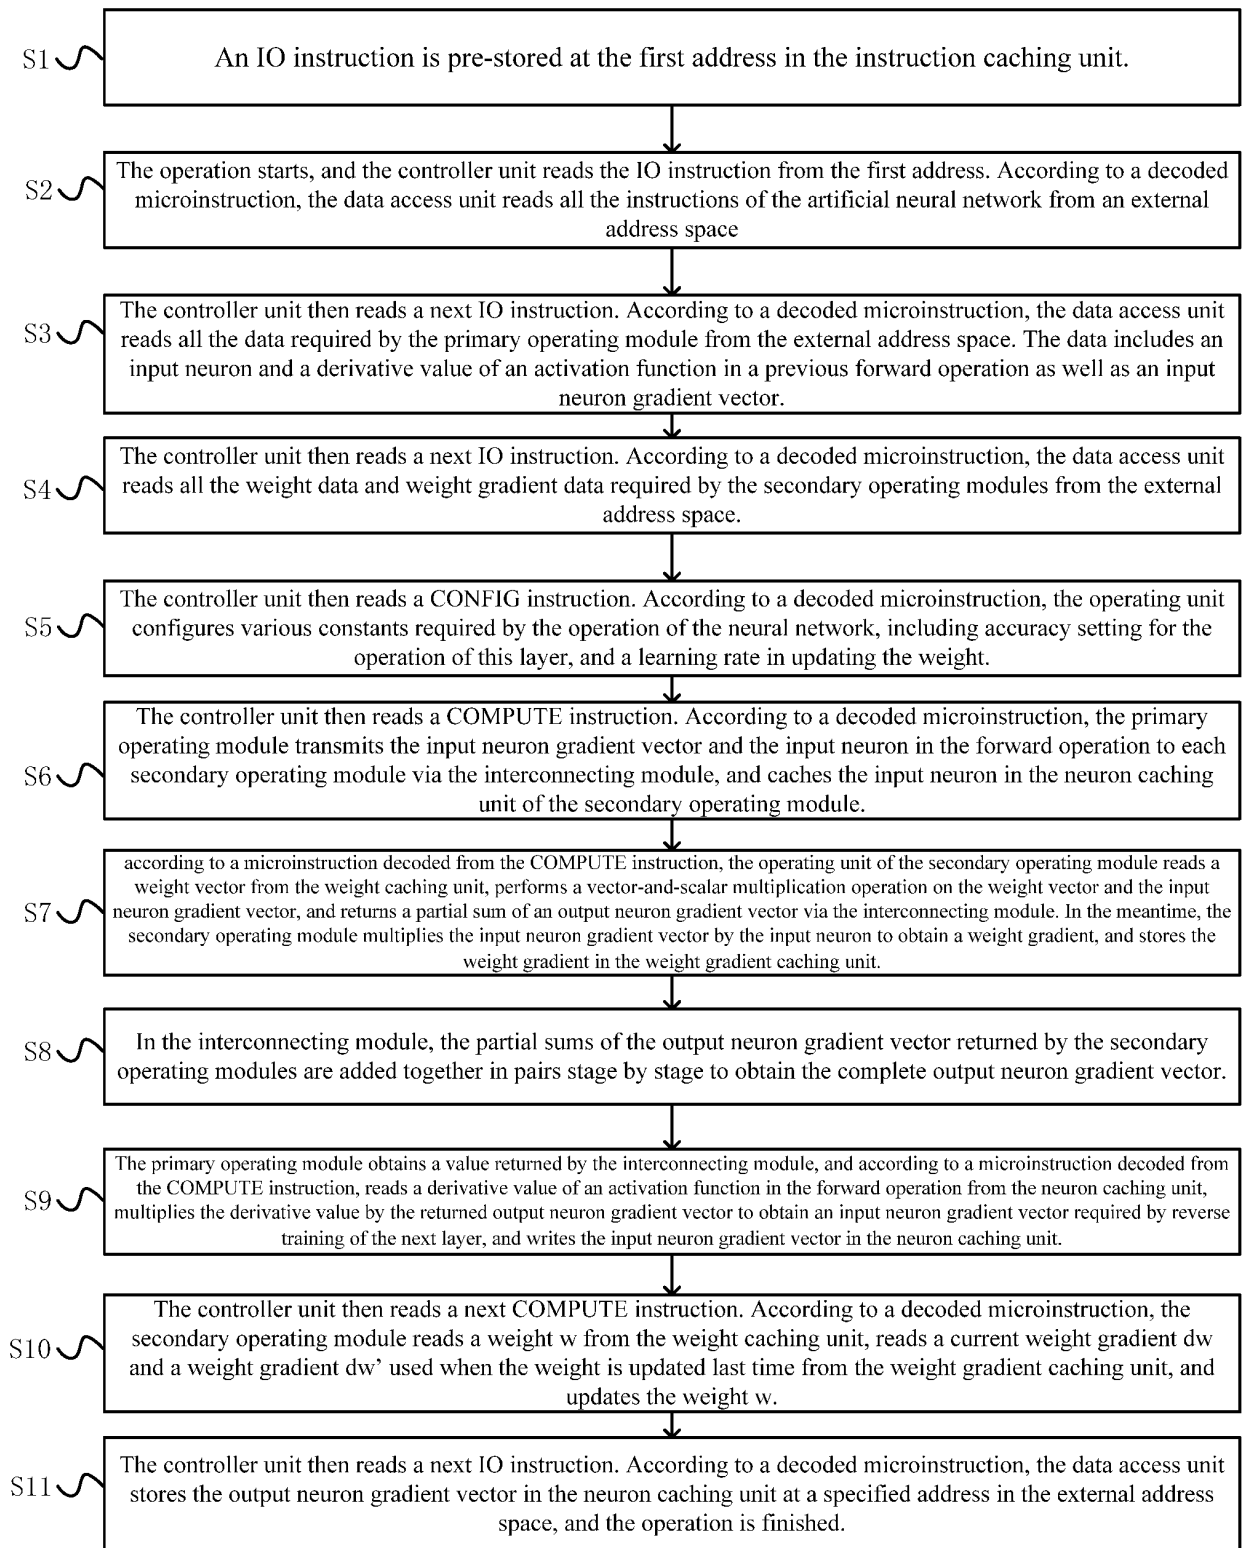 S1
An IO instruction is pre-stored at the first address in the instruction caching unit.
S2
The operation starts, and the controller unit reads the IO instruction from the first address. According to a decoded
microinstruction, the data access unit reads all the instructions of the artificial neural network from an external
address space
S3
The controller unit then reads a next IO instruction. According to a decoded microinstruction, the data access unit
reads all the data required by the primary operating module from the external address space. The data includes an
input neuron and a derivative value of an activation function in a previous forward operation as well as an input
neuron gradient vector.
S4
The controller unit then reads a next IO instruction. According to a decoded microinstruction, the data access unit
reads all the weight data and weight gradient data required by the secondary operating modules from the external
address space.
S5
The controller unit then reads a CONFIG instruction. According to a decoded microinstruction, the operating unit
configures various constants required by the operation of the neural network, including accuracy setting for the
operation of this layer, and a learning rate in updating the weight.
S6
The controller unit then reads a COMPUTE instruction. According to a decoded microinstruction, the primary
operating module transmits the input neuron gradient vector and the input neuron in the forward operation to each
secondary operating module via the interconnecting module, and caches the input neuron in the neuron caching
unit of the secondary operating module.
S7
according to a microinstruction decoded from the COMPUTE instruction, the operating unit of the secondary operating module reads a
weight vector from the weight caching unit, performs a vector-and-scalar multiplication operation on the weight vector and the input
neuron gradient vector, and returns a partial sum of an output neuron gradient vector via the interconnecting module. In the meantime, the
secondary operating module multiplies the input neuron gradient vector by the input neuron to obtain a weight gradient, and stores the
weight gradient in the weight gradient caching unit.
S8
In the interconnecting module, the partial sums of the output neuron gradient vector returned by the secondary
operating modules are added together in pairs stage by stage to obtain the complete output neuron gradient vector.
S9
The primary operating module obtains a value returned by the interconnecting module, and according to a microinstruction decoded from
the COMPUTE instruction, reads a derivative value of an activation function in the forward operation from the neuron caching unit,
multiplies the derivative value by the returned output neuron gradient vector to obtain an input neuron gradient vector required by reverse
training of the next layer, and writes the input neuron gradient vector in the neuron caching unit.
S10
The controller unit then reads a next COMPUTE instruction. According to a decoded microinstruction, the
secondary operating module reads a weight w from the weight caching unit, reads a current weight gradient dw
and a weight gradient dw’ used when the weight is updated last time from the weight gradient caching unit, and
updates the weight w.
S11
The controller unit then reads a next IO instruction. According to a decoded microinstruction, the data access unit
stores the output neuron gradient vector in the neuron caching unit at a specified address in the external address
space, and the operation is finished.